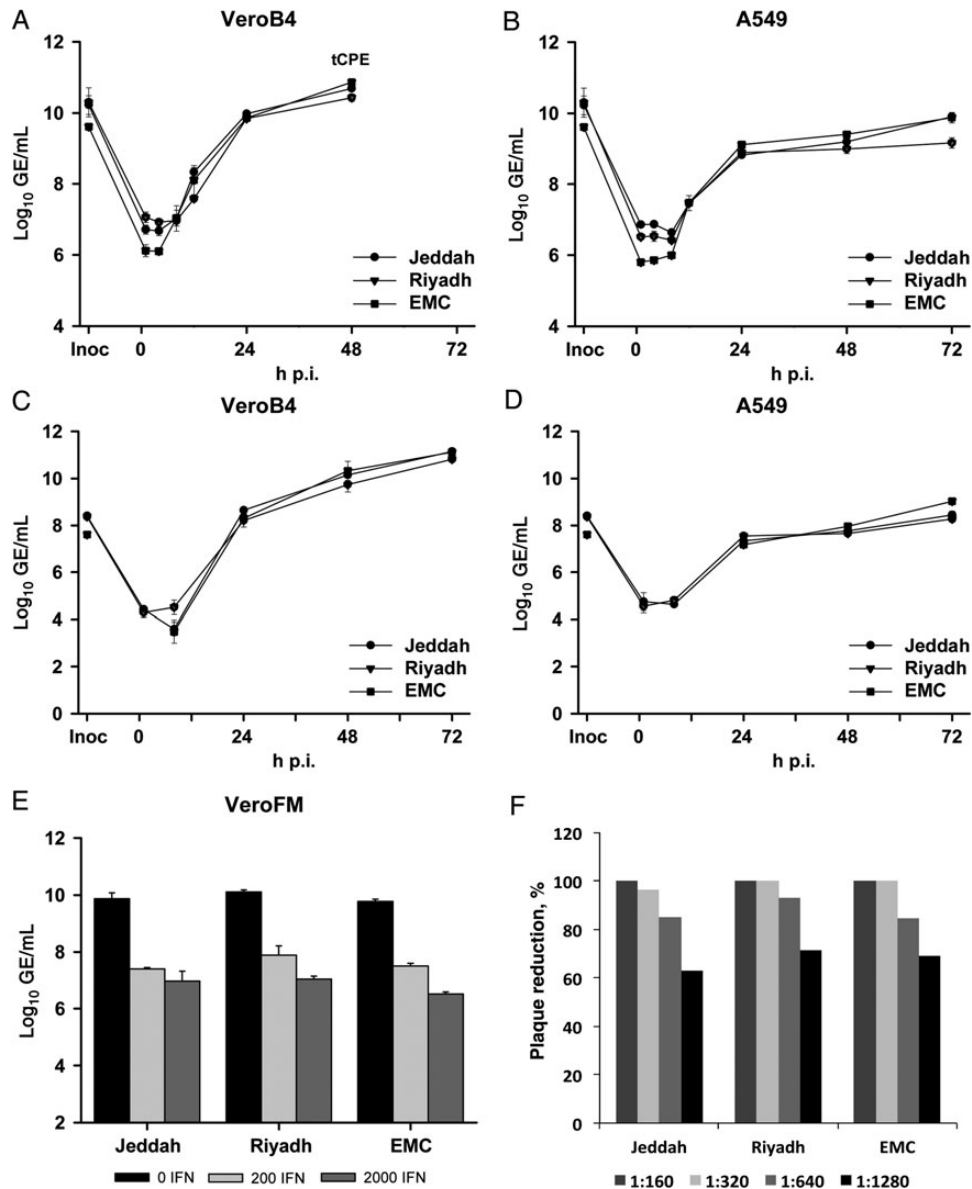 A
VeroB4
12
10
8
6
4
Log10 GE/mL
tCPE
Jeddah
Riyadh
EMC
Inoc 0 24 48 72
h p.i.
B
A549
12
10
8
6
4
Log10 GE/mL
Jeddah
Riyadh
EMC
Inoc 0 24 48 72
h p.i.
C
VeroB4
12
10
8
6
4
2
0
Log10 GE/mL
Jeddah
Riyadh
EMC
Inoc 0 24 48 72
h p.i.
D
A549
12
10
8
6
4
2
0
Log10 GE/mL
Jeddah
Riyadh
EMC
Inoc 0 24 48 72
h p.i.
E
VeroFM
12
10
8
6
4
2
Log10 GE/mL
Jeddah Riyadh EMC
0 IFN 200 IFN 2000 IFN
F
120
100
80
60
40
20
0
Plaque reduction, %
Jeddah Riyadh EMC
1:160 1:320 1:640 1:1280